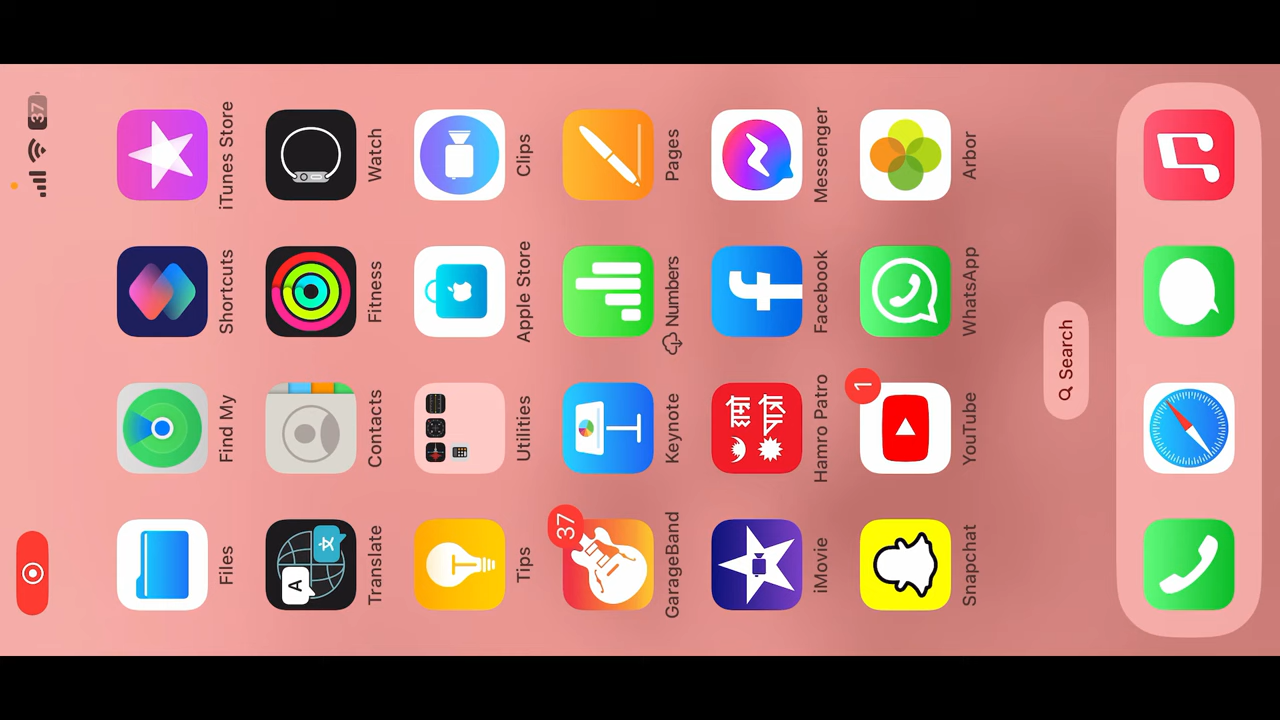 37
Files Find My Shortcuts iTunes Store
A 文
Translate Contacts Fitness Watch
Tips Utilities Apple Store Clips
37
GarageBand Keynote Numbers Pages
हाम्रो
पात्रो
iMovie Hamro Patro Facebook Messenger
1
Snapchat YouTube WhatsApp Arbor
Search